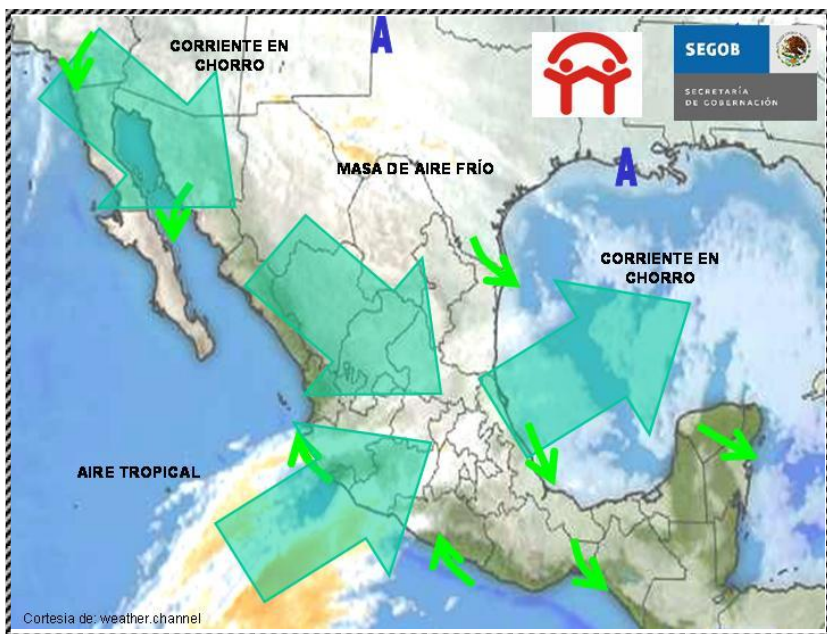 CORRIENTE EN
CHORRO
A
SEGOB
SECRETARÍA
DE GOBERNACIÓN
MASA DE AIRE FRÍO
A
CORRIENTE EN
CHORRO
AIRE TROPICAL
Cortesia de: weather.channel